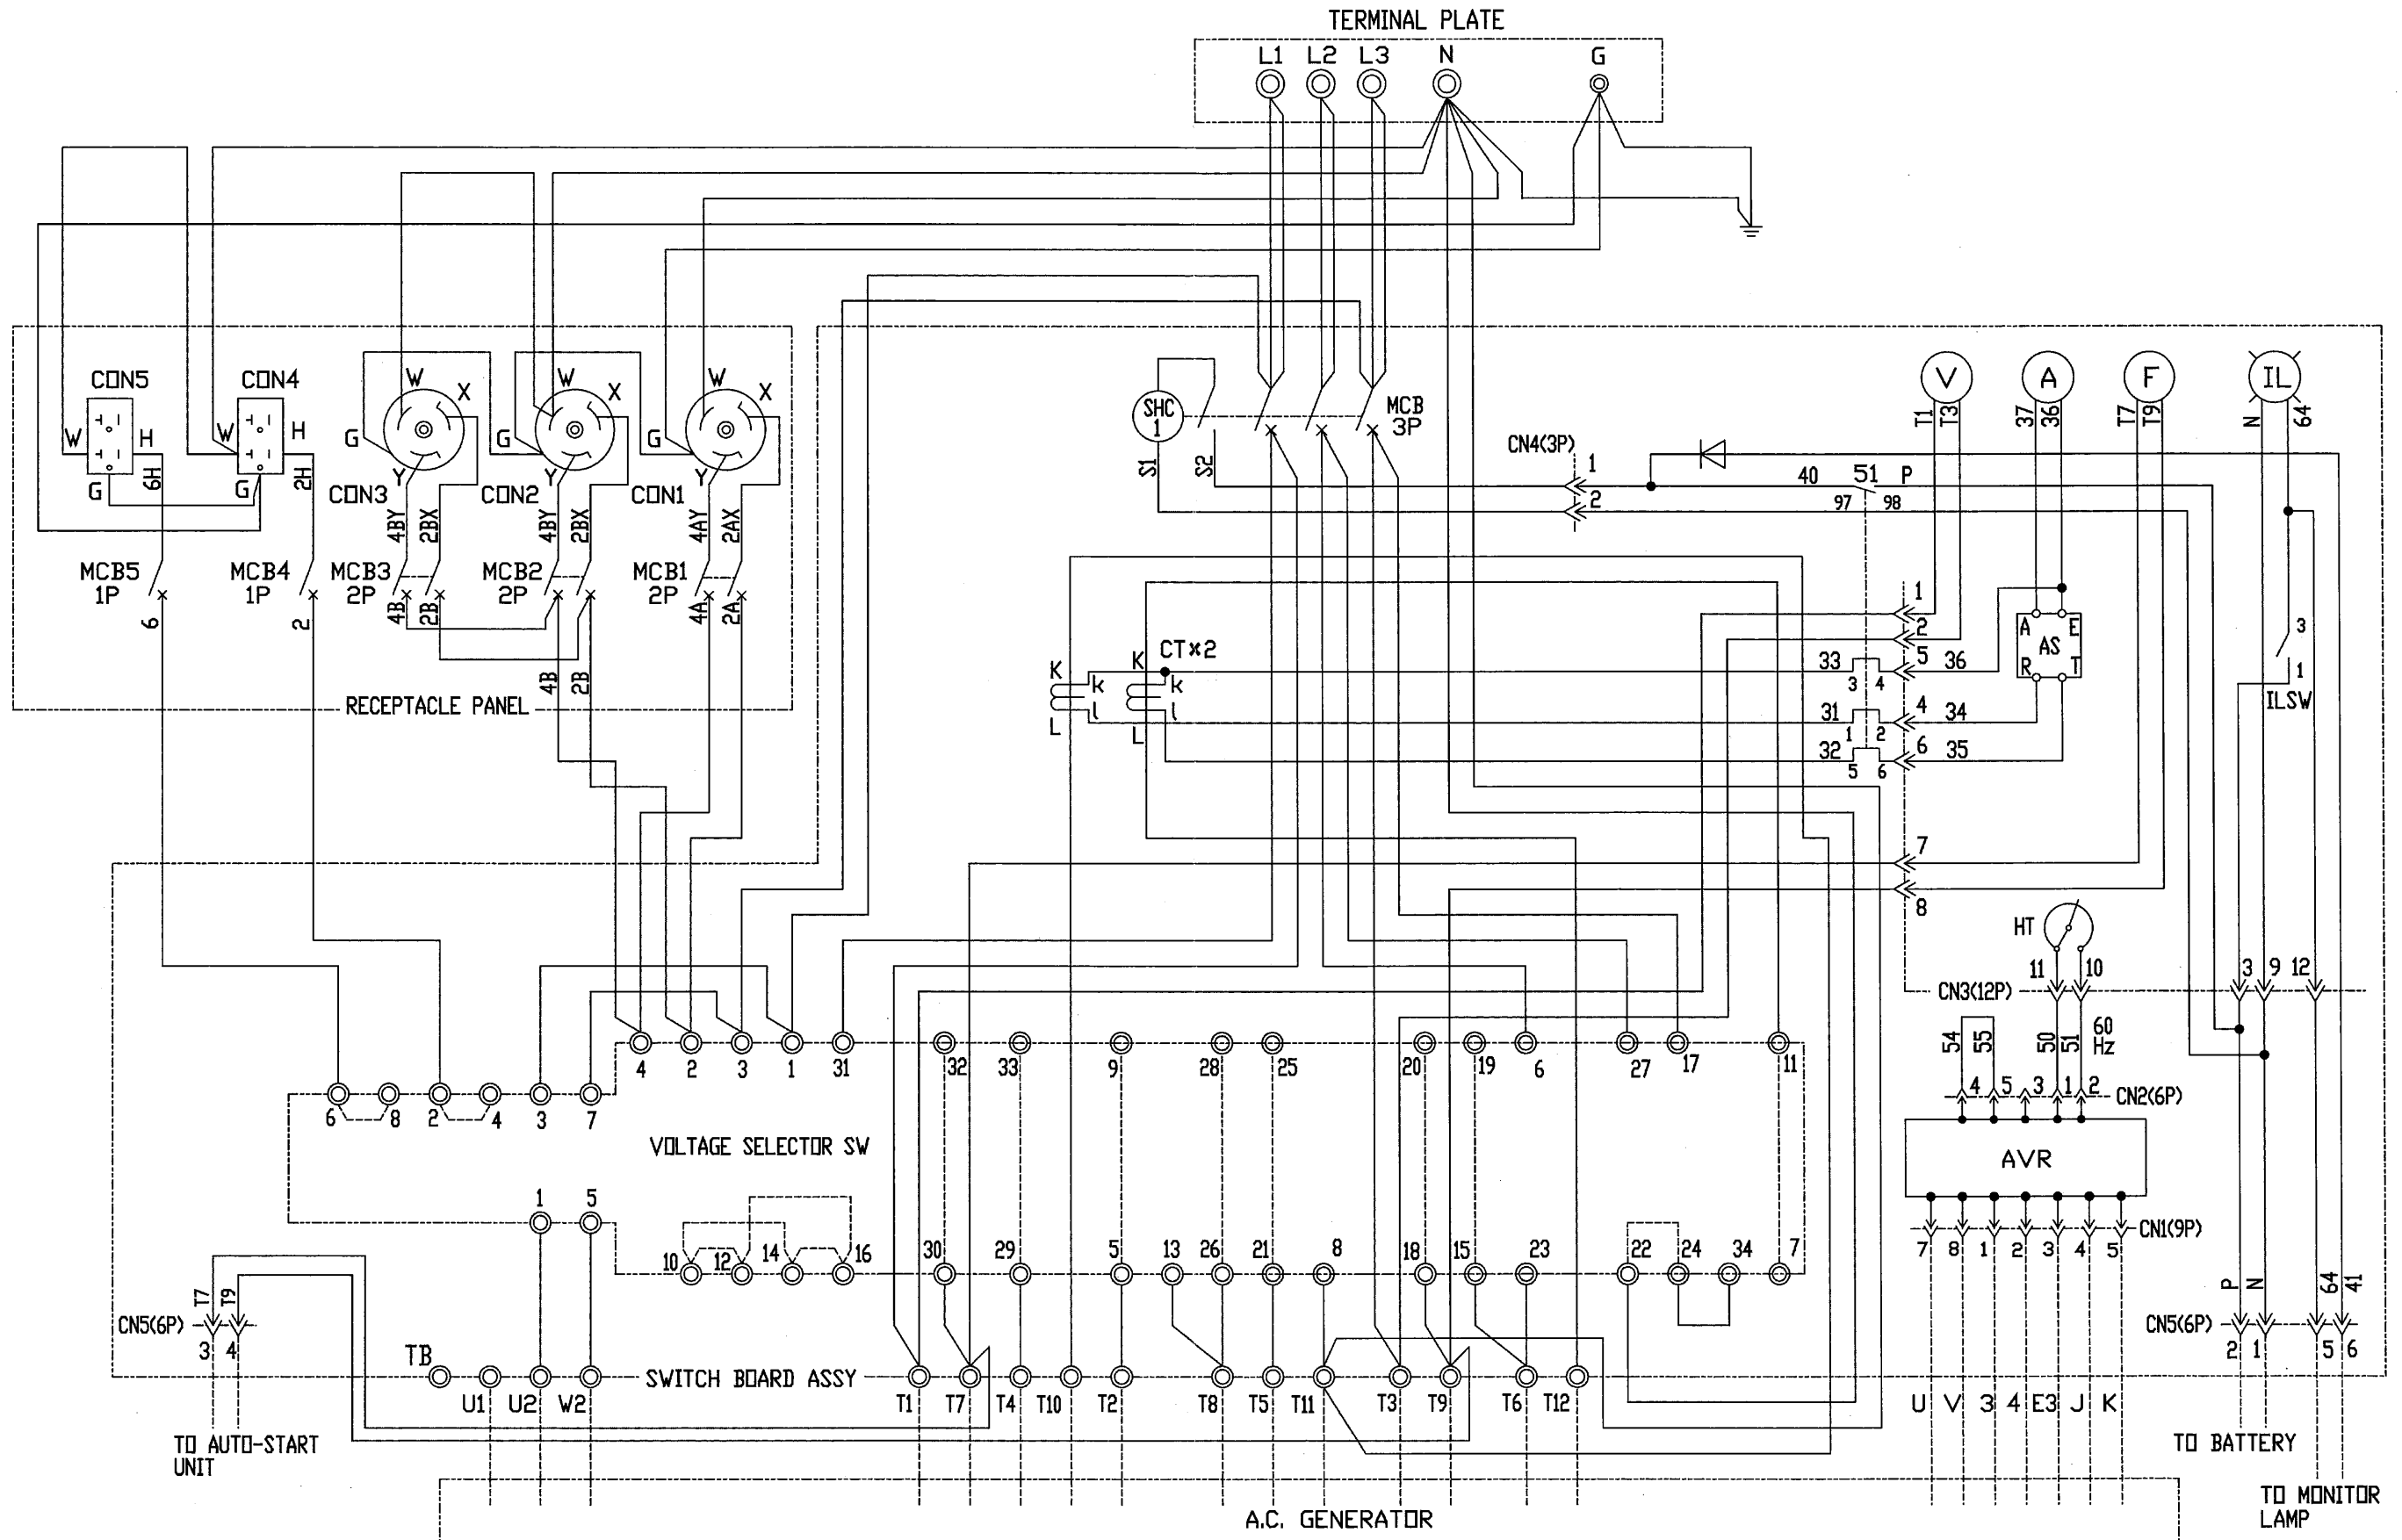 TERMINAL PLATE
L1 L2 L3 N G
CON5 CON4 W X W X W X
W H W H G G G
G 6H G 2H CON3 Y CON2 Y CON1 Y
4BY 2BX 4BY 2BX 4AY 2AX
MCB5 1P
MCB4 1P
MCB3 2P
MCB2 2P
MCB1 2P
6 2 4B 2B 4A 2A
4B 2B
RECEPTACLE PANEL
SHC 1
MCB 3P
S1 S2
CN4(3P)
1
2
40 51 P
97 98
V A F IL
T1 T3 37 36 T7 T9 N 64
1
2
A E
AS
R T
3
1
ILSW
CT×2
K k K k
L l L l
33 3 4 5 36
31 1 2 4 34
32 5 6 6 35
7
8
HT
11 10 3 9 12
CN3(12P)
54 55 50 51 60 Hz
4 5 3 1 2
CN2(6P)
AVR
CN1(9P)
7 8 1 2 3 4 5
4 2 3 1 31 32 33 9 28 25 20 19 6 27 17 11
6 8 2 4 3 7
VOLTAGE SELECTOR SW
1 5
10 12 14 16 30 29 5 13 26 21 8 18 15 23 22 24 34 7
T7 T9
CN5(6P)
3 4
P N 64 41
CN5(6P)
2 1 5 6
TB
SWITCH BOARD ASSY
U1 U2 W2 T1 T7 T4 T10 T2 T8 T5 T11 T3 T9 T6 T12 U V 3 4 E3 J K
TO AUTO-START
UNIT
TO BATTERY
TO MONITOR
LAMP
A.C. GENERATOR